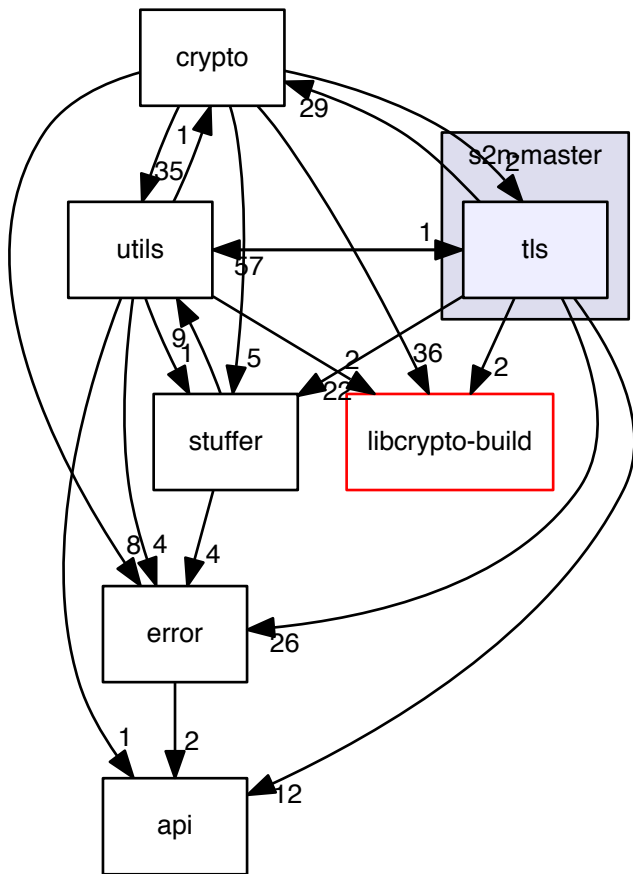 crypto
29
s2n-master
2
1
35
utils
1
tls
57
9
1
5
2
22
36
2
stuffer
libcrypto-build
8
4
4
error
26
1
2
12
api